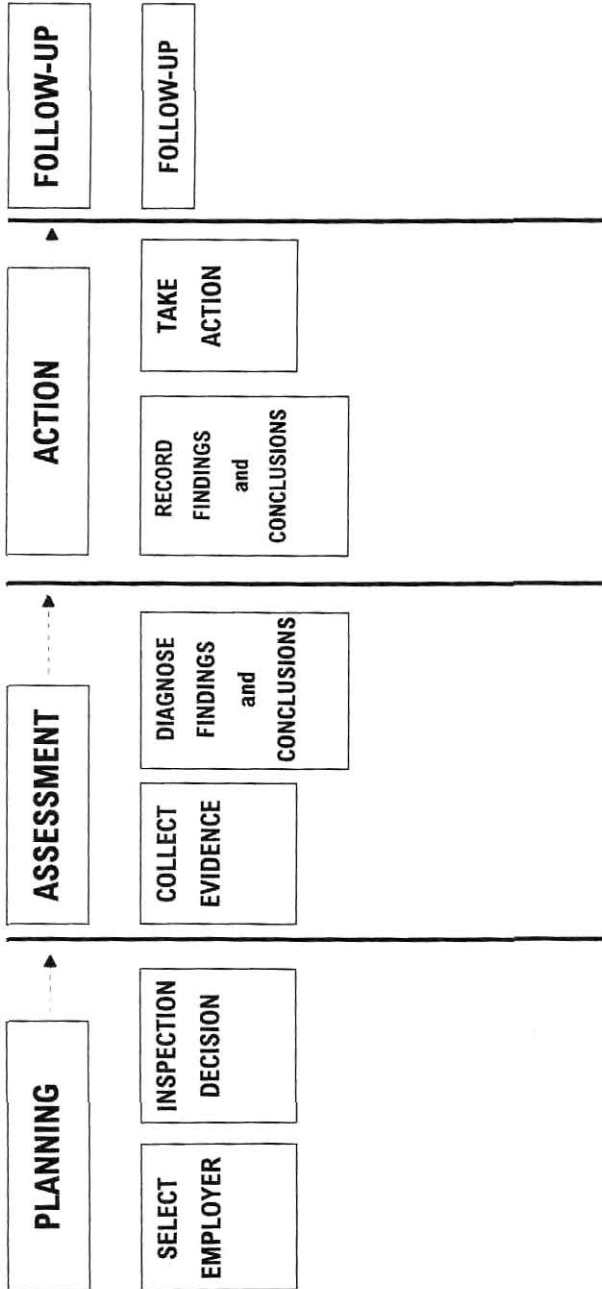 PLANNING
ASSESSMENT
ACTION
FOLLOW-UP
SELECT
EMPLOYER
INSPECTION
DECISION
COLLECT
EVIDENCE
DIAGNOSE
FINDINGS
and
CONCLUSIONS
RECORD
FINDINGS
and
CONCLUSIONS
TAKE
ACTION
FOLLOW-UP